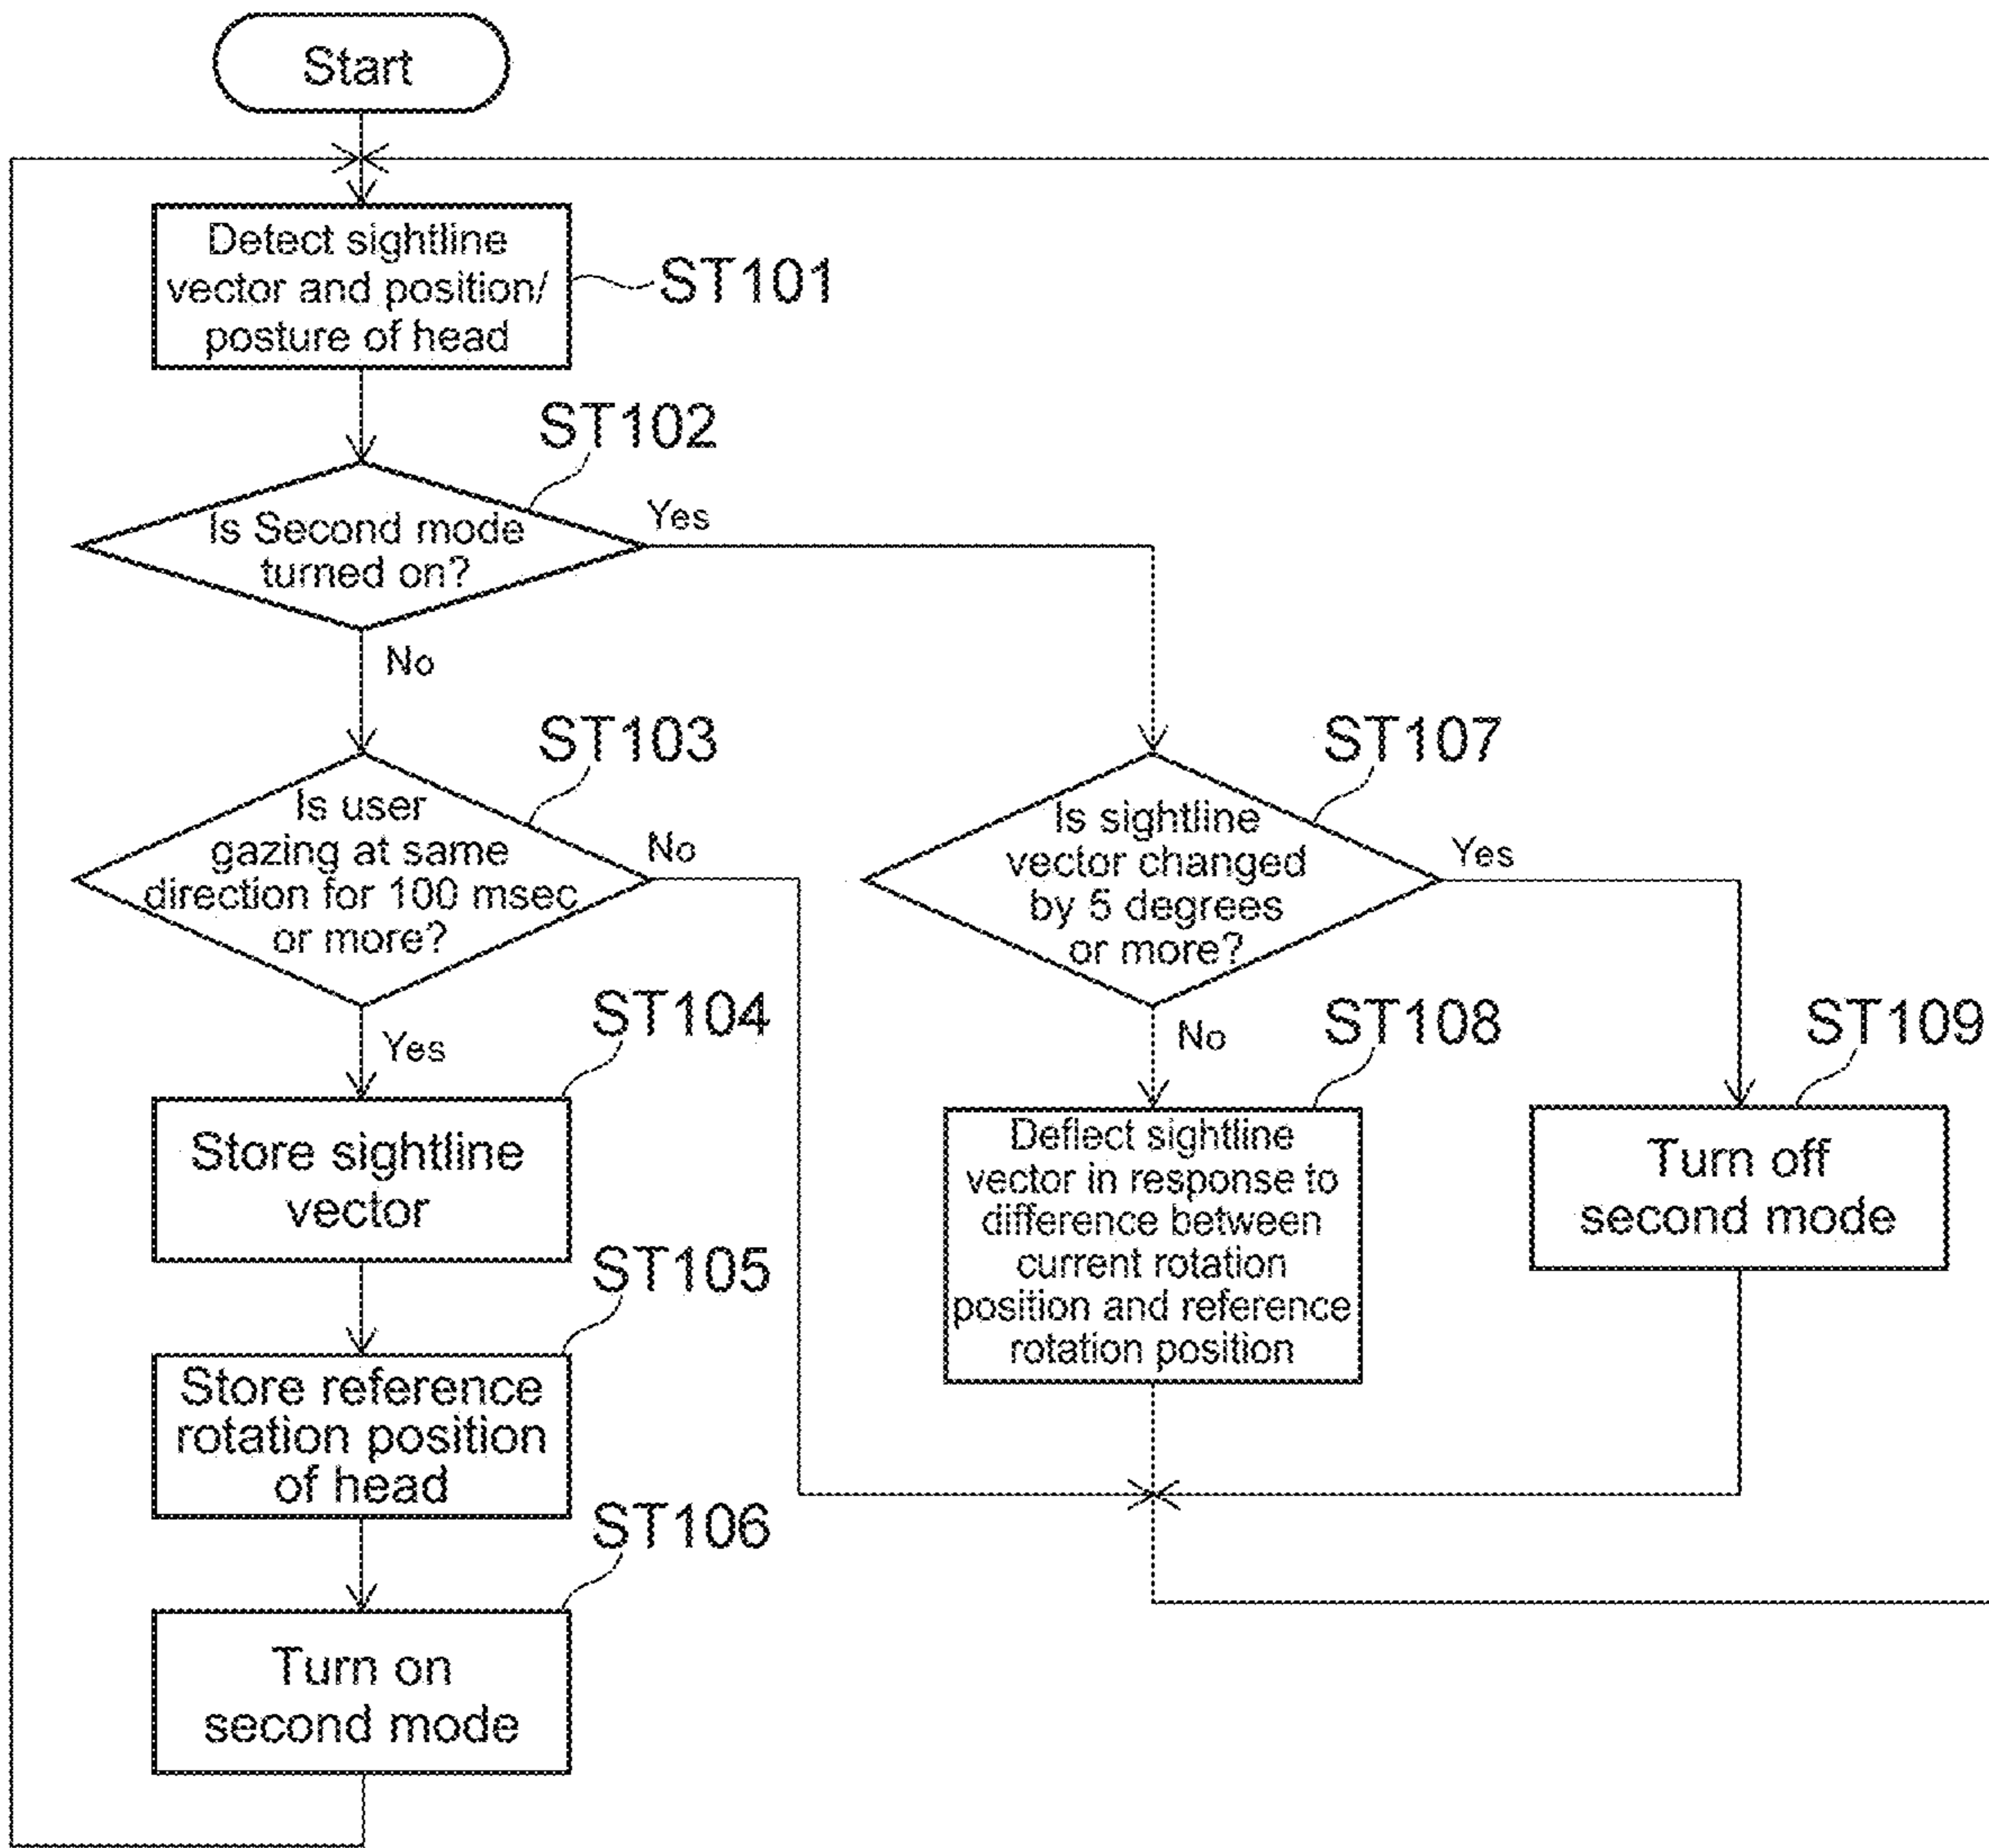 Start
Detect sightline
vector and position/
posture of head
ST101
ST102
Is Second mode
turned on?
Yes
No
ST103
Is user
gazing at same
direction for 100 msec
or more?
No
Yes
ST107
Is sightline
vector changed
by 5 degrees
or more?
Yes
No
ST104
Store sightline
vector
ST108
Deflect sightline
vector in response to
difference between
current rotation
position and reference
rotation position
ST109
Turn off
second mode
ST105
Store reference
rotation position
of head
ST106
Turn on
second mode